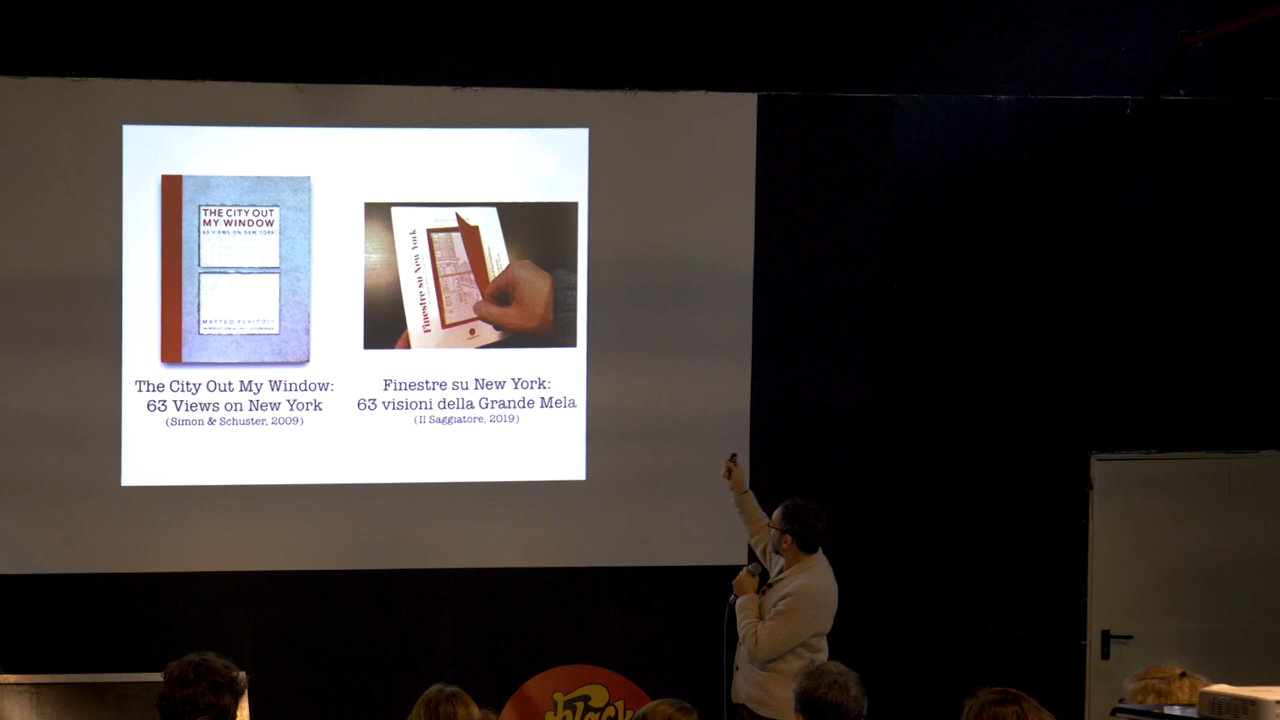 THE CITY OUT
MY WINDOW
63 VIEWS ON NEW YORK
MATTEO PERICOLI
Finestre su New York
The City Out My Window:
63 Views on New York
(Simon & Schuster, 2009)
Finestre su New York:
63 visioni della Grande Mela
(Il Saggiatore, 2019)
black